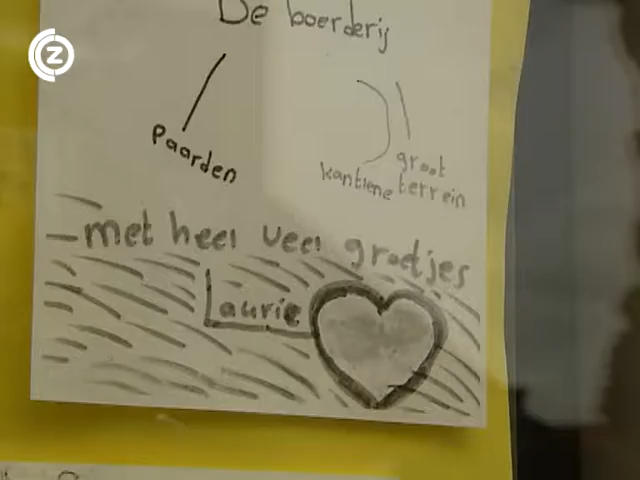 De boerderij
Paarden
kantiene
groot
terrein
met heel veel groetjes
Laurie